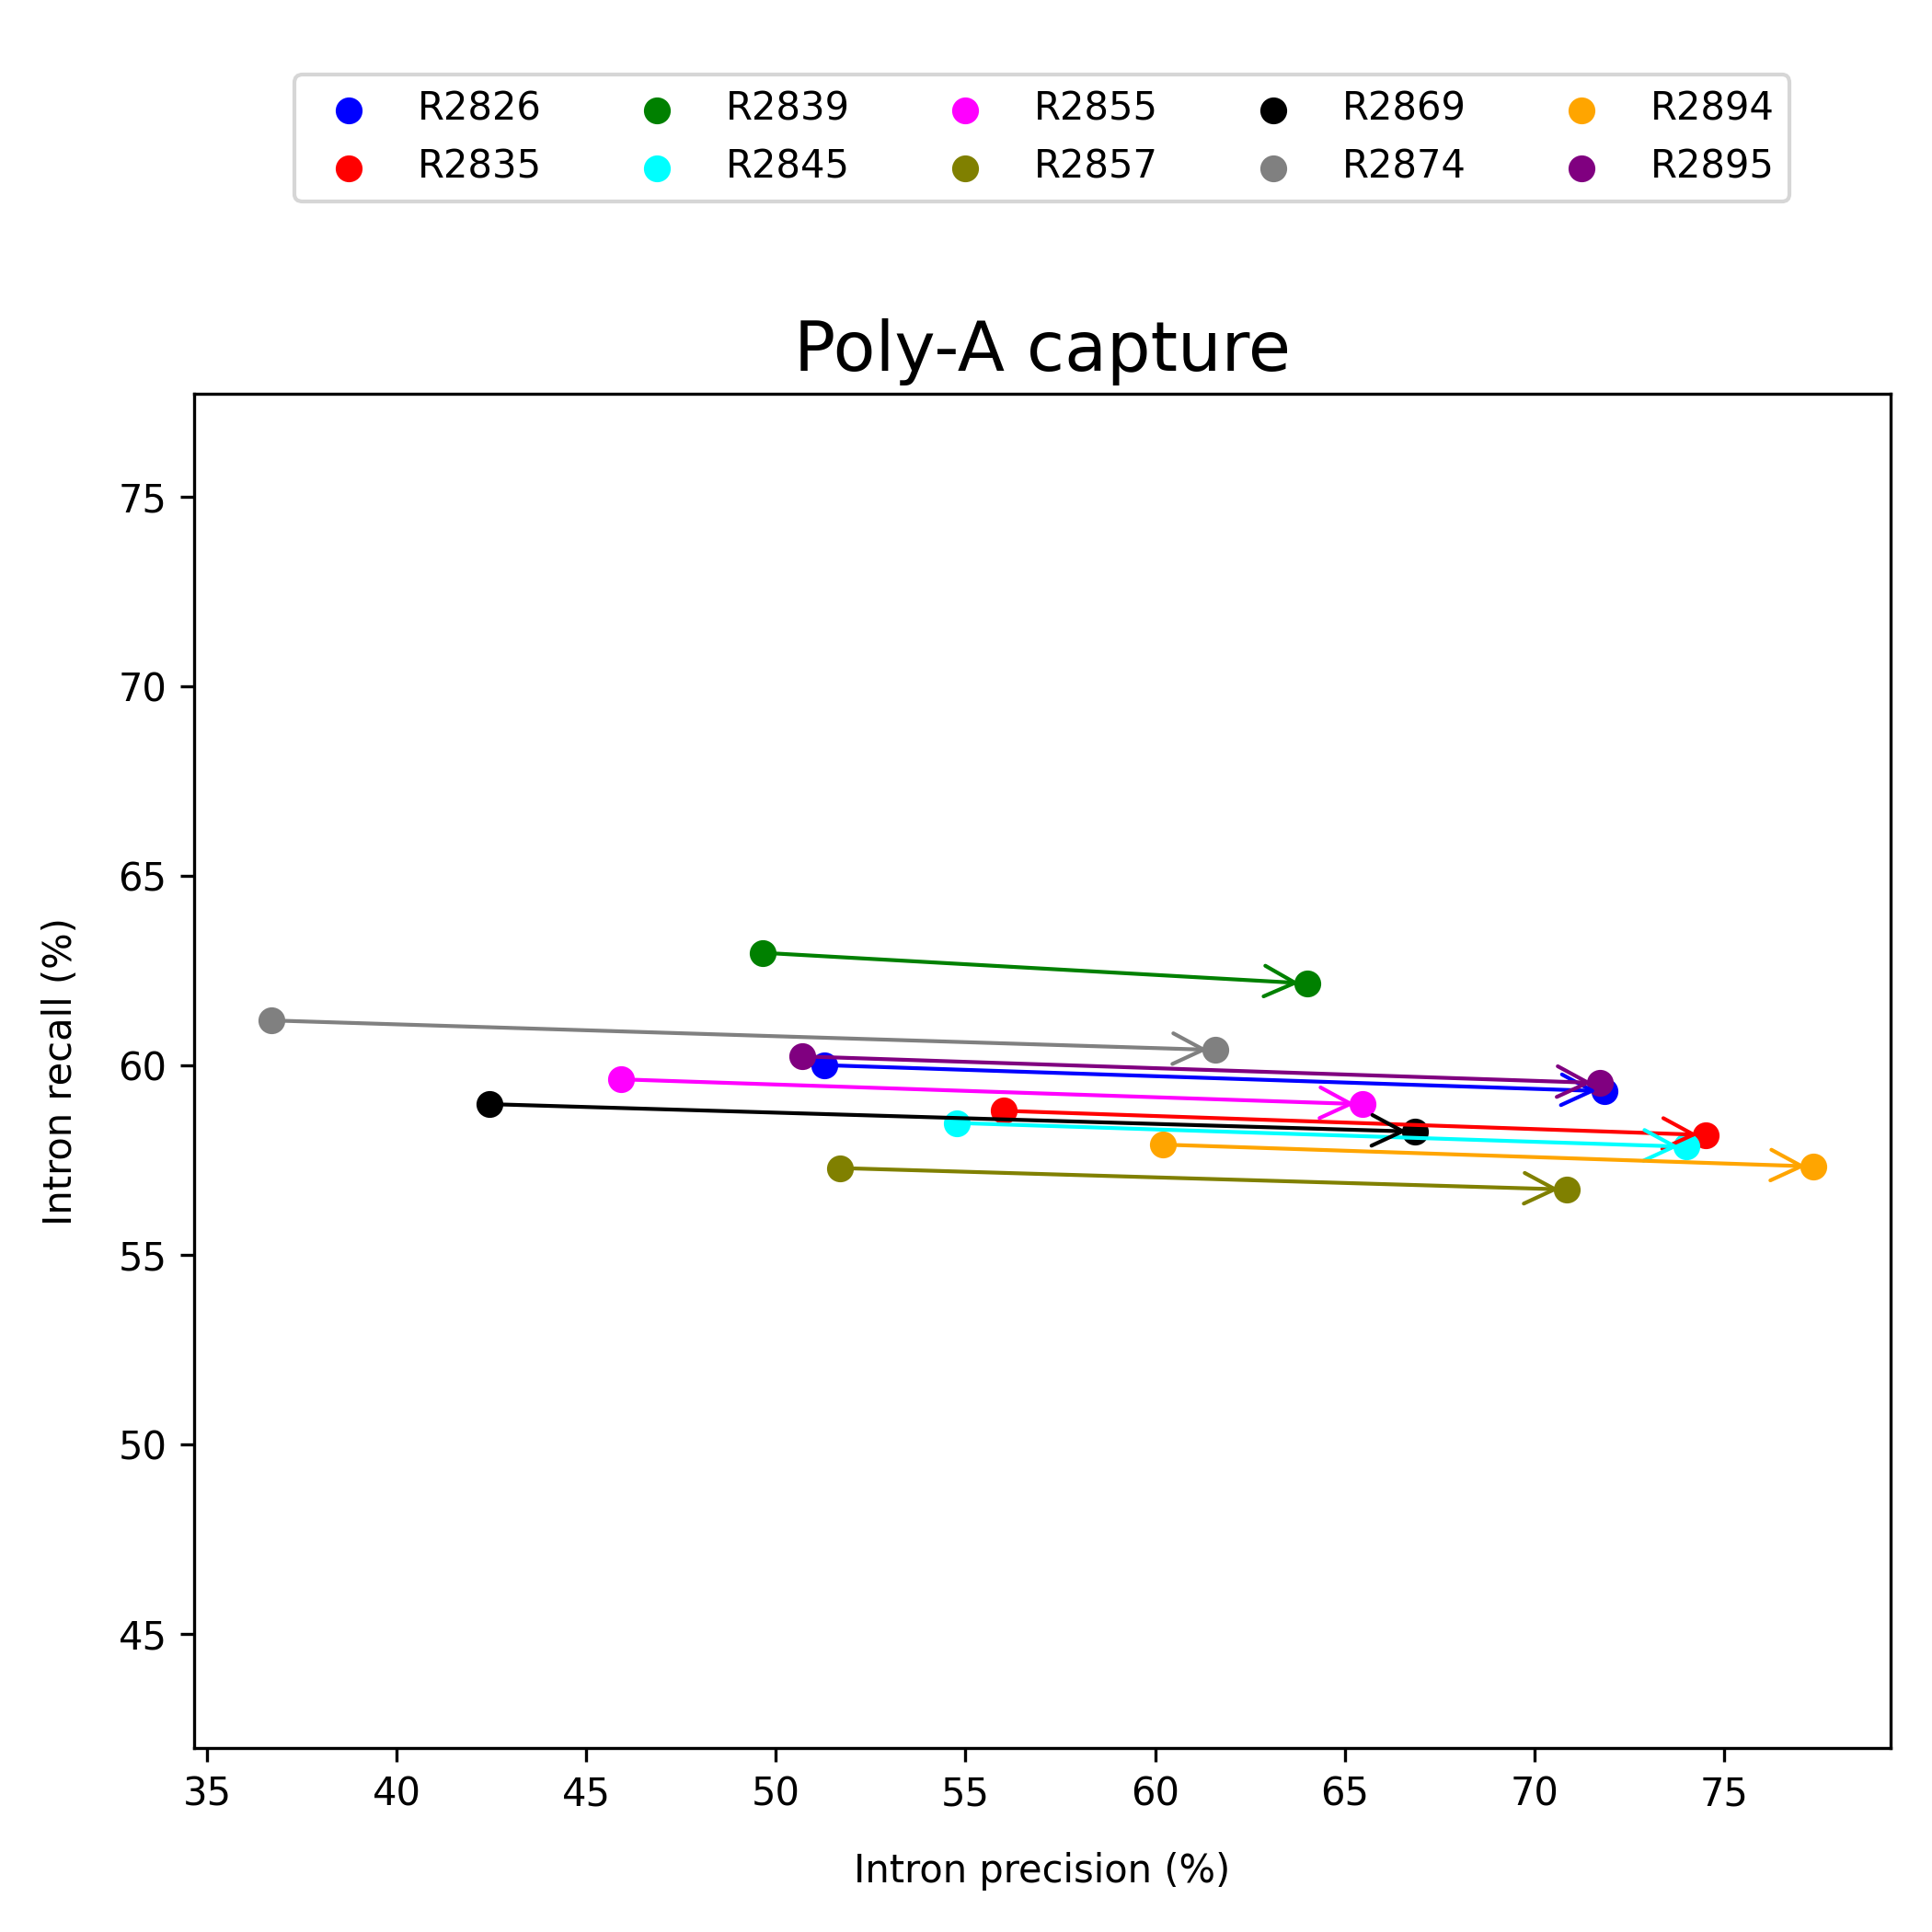 R2826 R2839 R2855 R2869 R2894
R2835 R2845 R2857 R2874 R2895
Poly-A capture
75
70
65
60
55
50
45
Intron recall (%)
35 40 45 50 55 60 65 70 75
Intron precision (%)